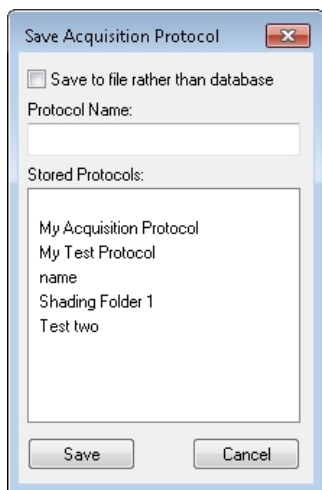 Save Acquisition Protocol
Save to file rather than database
Protocol Name:
Stored Protocols:
My Acquisition Protocol
My Test Protocol
name
Shading Folder 1
Test two
Save
Cancel